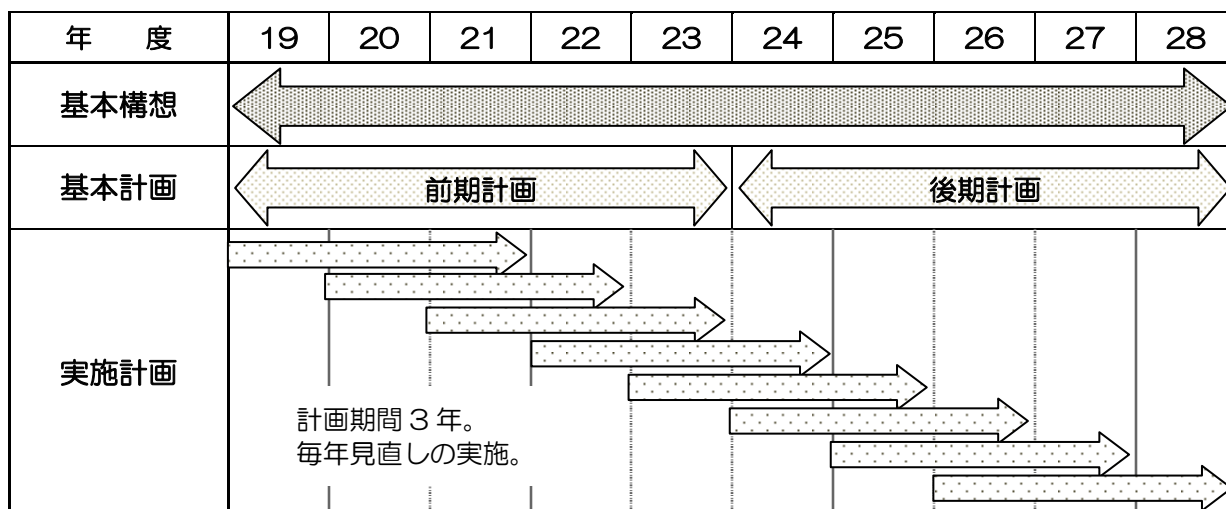 年　度 19 20 21 22 23 24 25 26 27 28
基本構想
基本計画 前期計画 後期計画
実施計画
計画期間３年。
毎年見直しの実施。